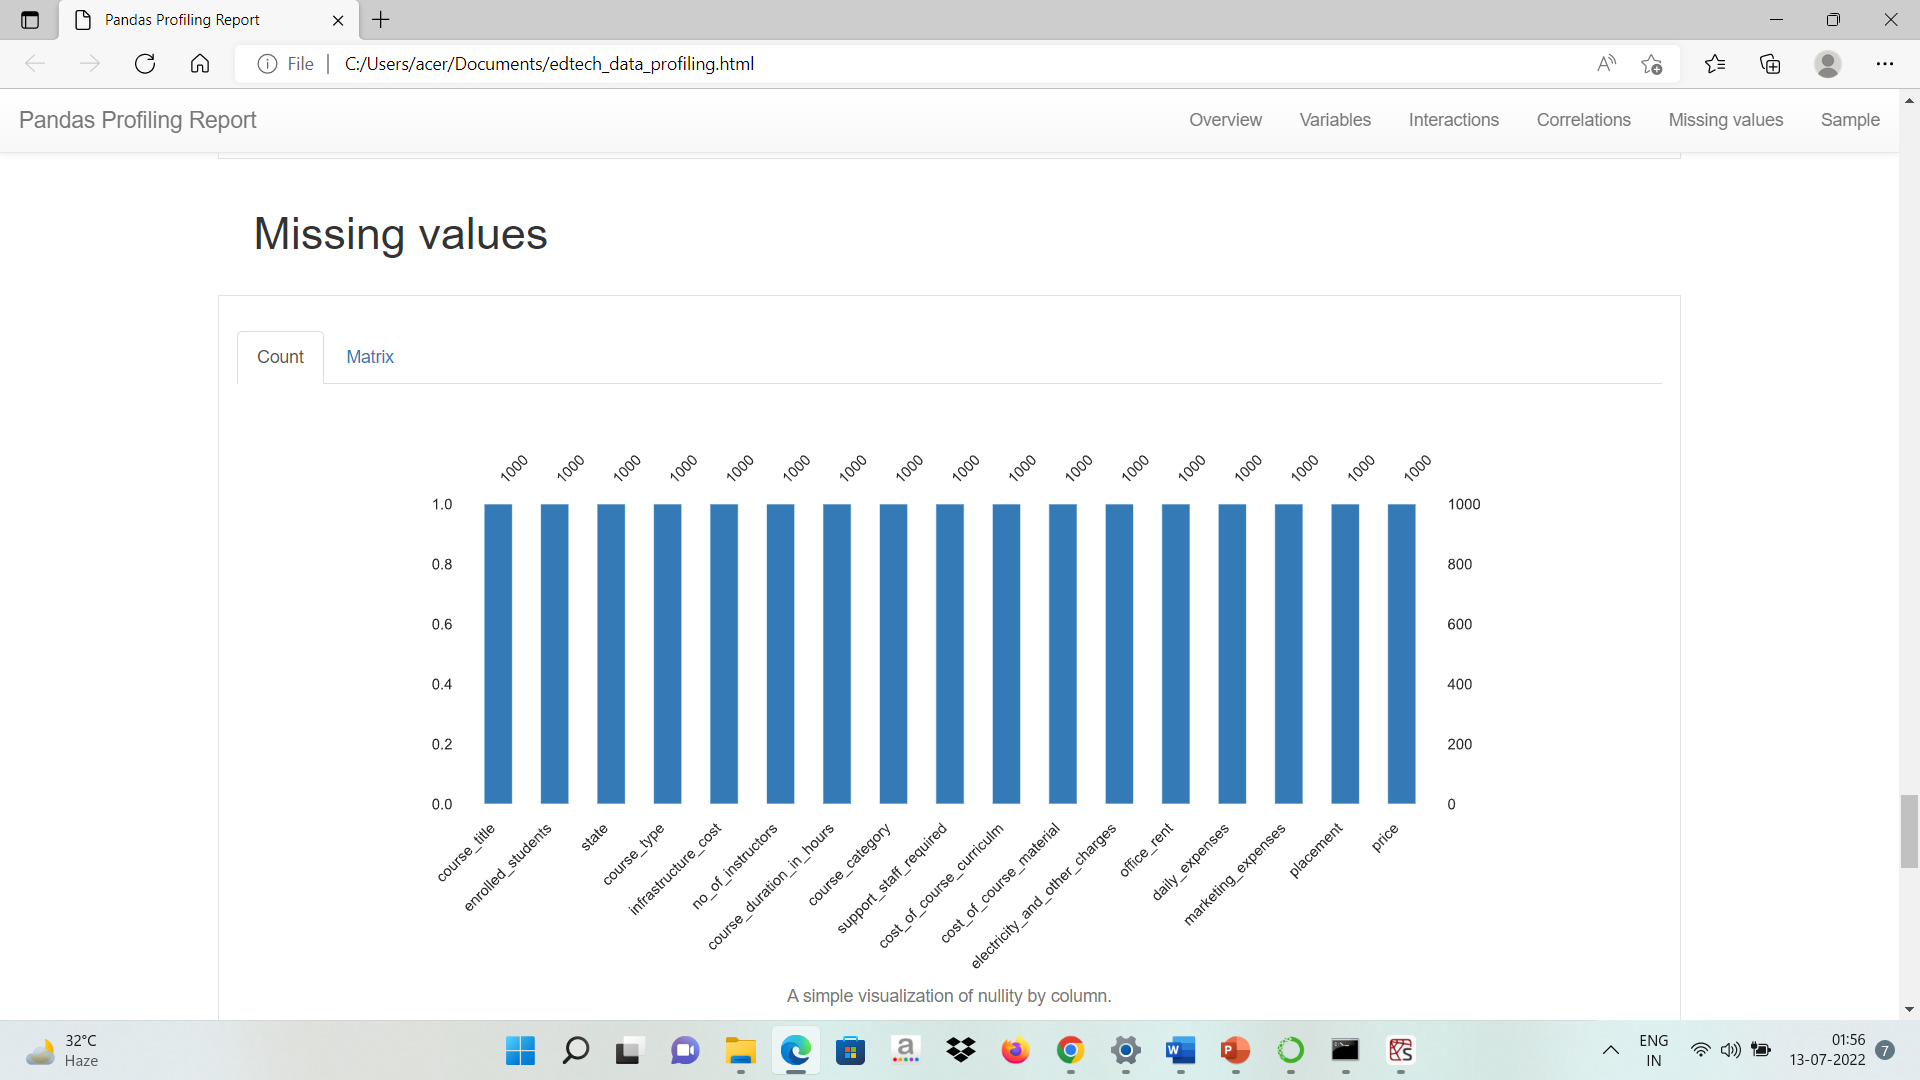 Pandas Profiling Report
File | C:/Users/acer/Documents/edtech_data_profiling.html
Pandas Profiling Report Overview Variables Interactions Correlations Missing values Sample
Missing values
Count Matrix
1000 1000 1000 1000 1000 1000 1000 1000 1000 1000 1000 1000 1000 1000 1000 1000 1000
1.0 1000
0.8 800
0.6 600
0.4 400
0.2 200
0.0 0
course_title
enrolled_students
state
course_type
infrastructure_cost
no_of_instructors
course_duration_in_hours
course_category
support_staff_required
cost_of_course_curriculm
cost_of_course_material
electricity_and_other_charges
office_rent
daily_expenses
marketing_expenses
placement
price
A simple visualization of nullity by column.
32°C
Haze
ENG
IN
01:56
13-07-2022
7